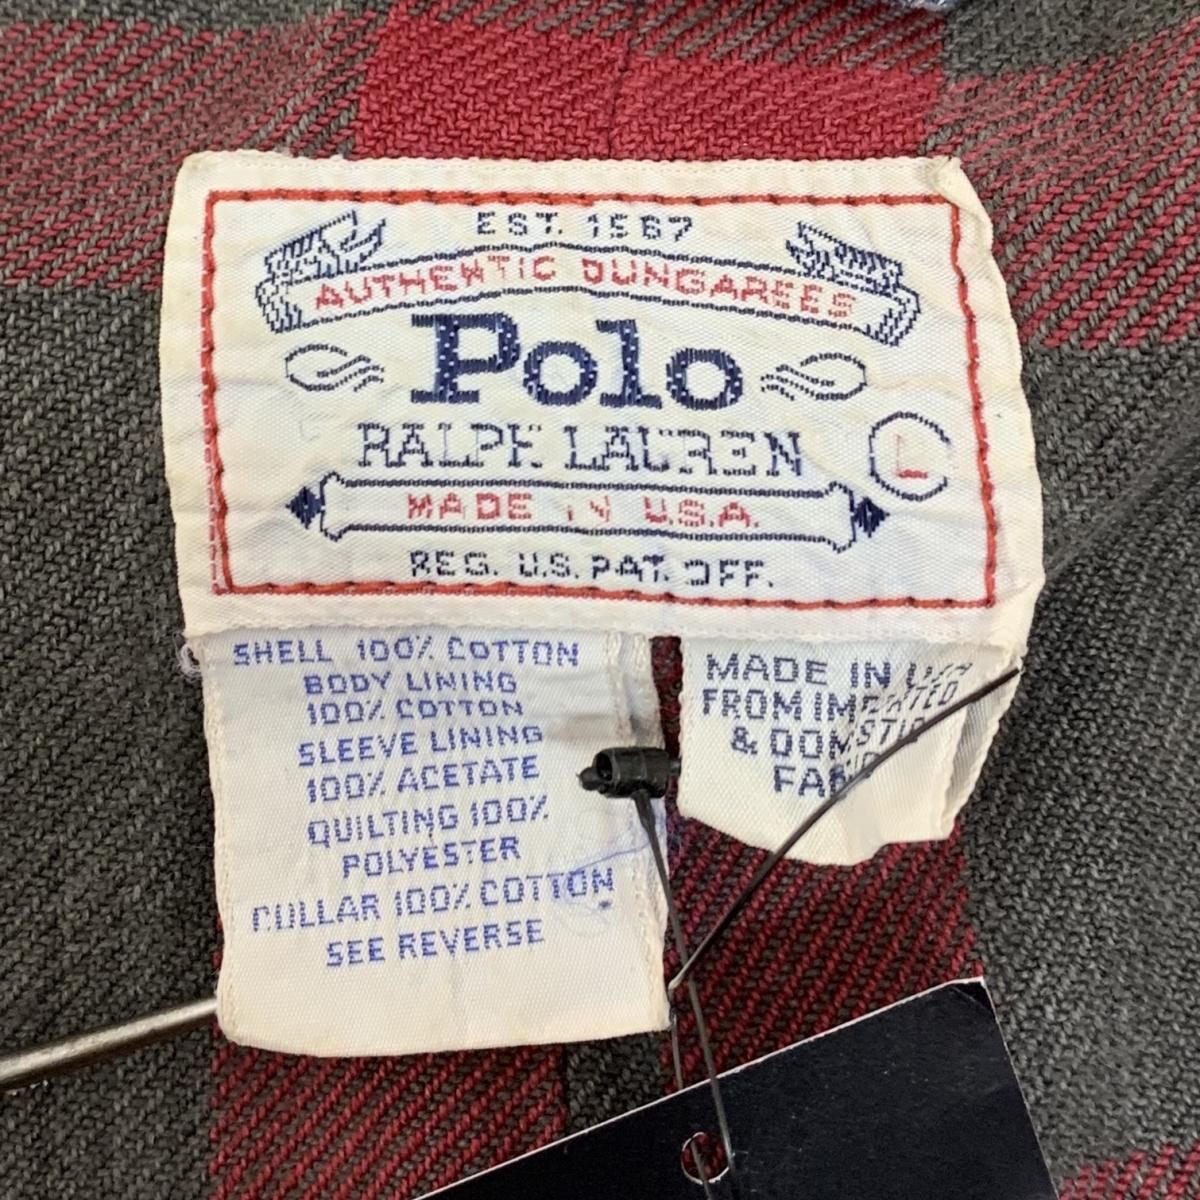 EST. 1967
AUTHENTIC DUNGAREES
Polo
RALPH LAUREN
L
MADE IN U.S.A.
REG. U.S. PAT. OFF.
SHELL 100% COTTON
BODY LINING
100% COTTON
SLEEVE LINING
100% ACETATE
QUILTING 100%
POLYESTER
COLLAR 100% COTTON
SEE REVERSE
MADE IN USA
FROM IMPORTED
& DOMESTIC
FABRIC